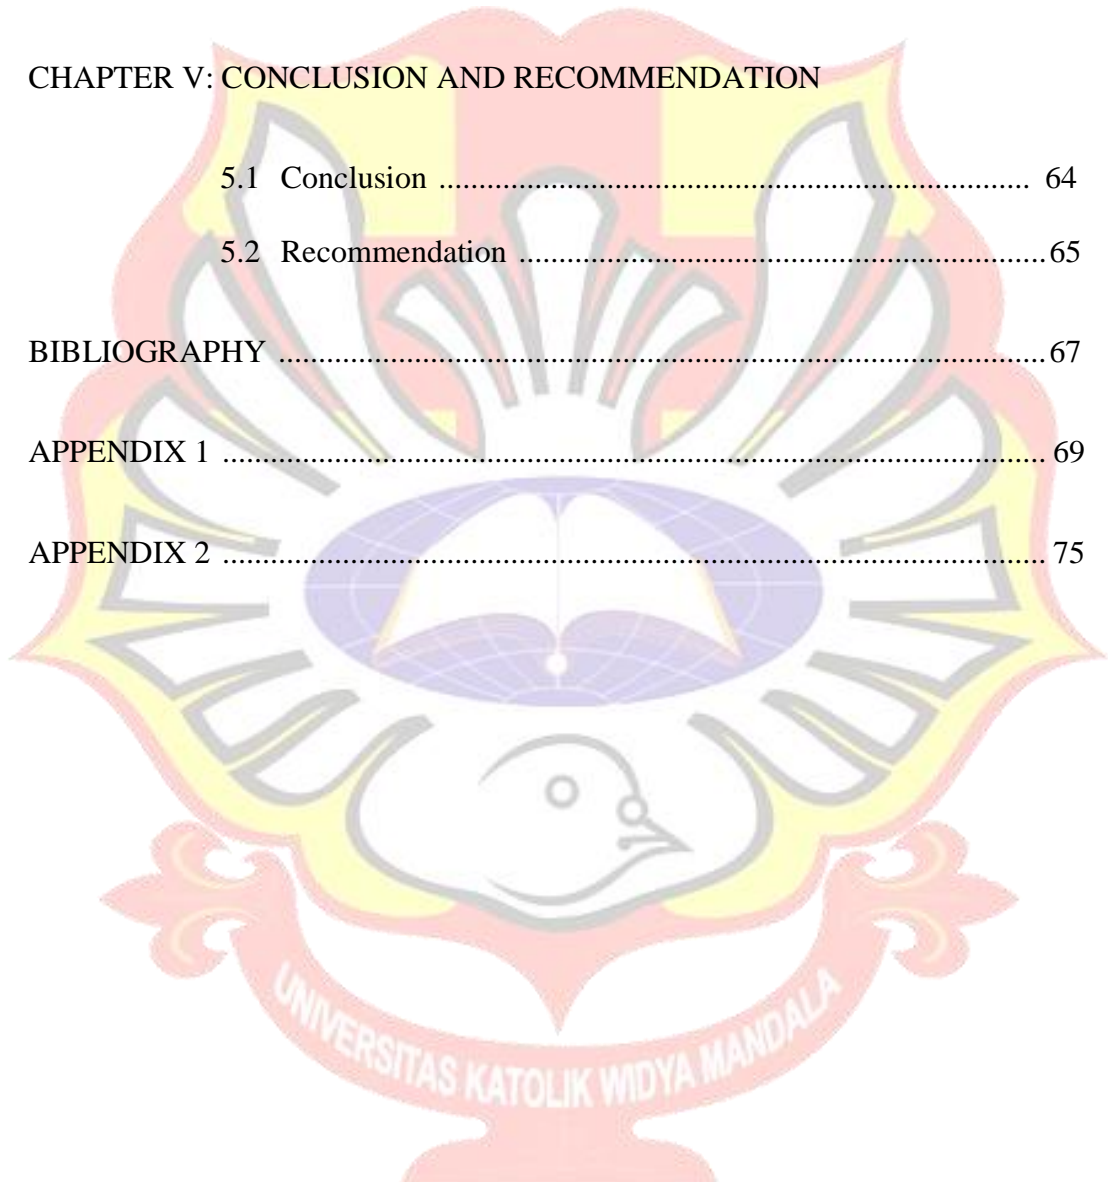 CHAPTER V: CONCLUSION AND RECOMMENDATION
5.1 Conclusion .......................................................................... 64
5.2 Recommendation ..................................................................65
BIBLIOGRAPHY ................................................................................................67
APPENDIX 1 ....................................................................................................... 69
APPENDIX 2 ....................................................................................................... 75
UNIVERSITAS KATOLIK WIDYA MANDALA